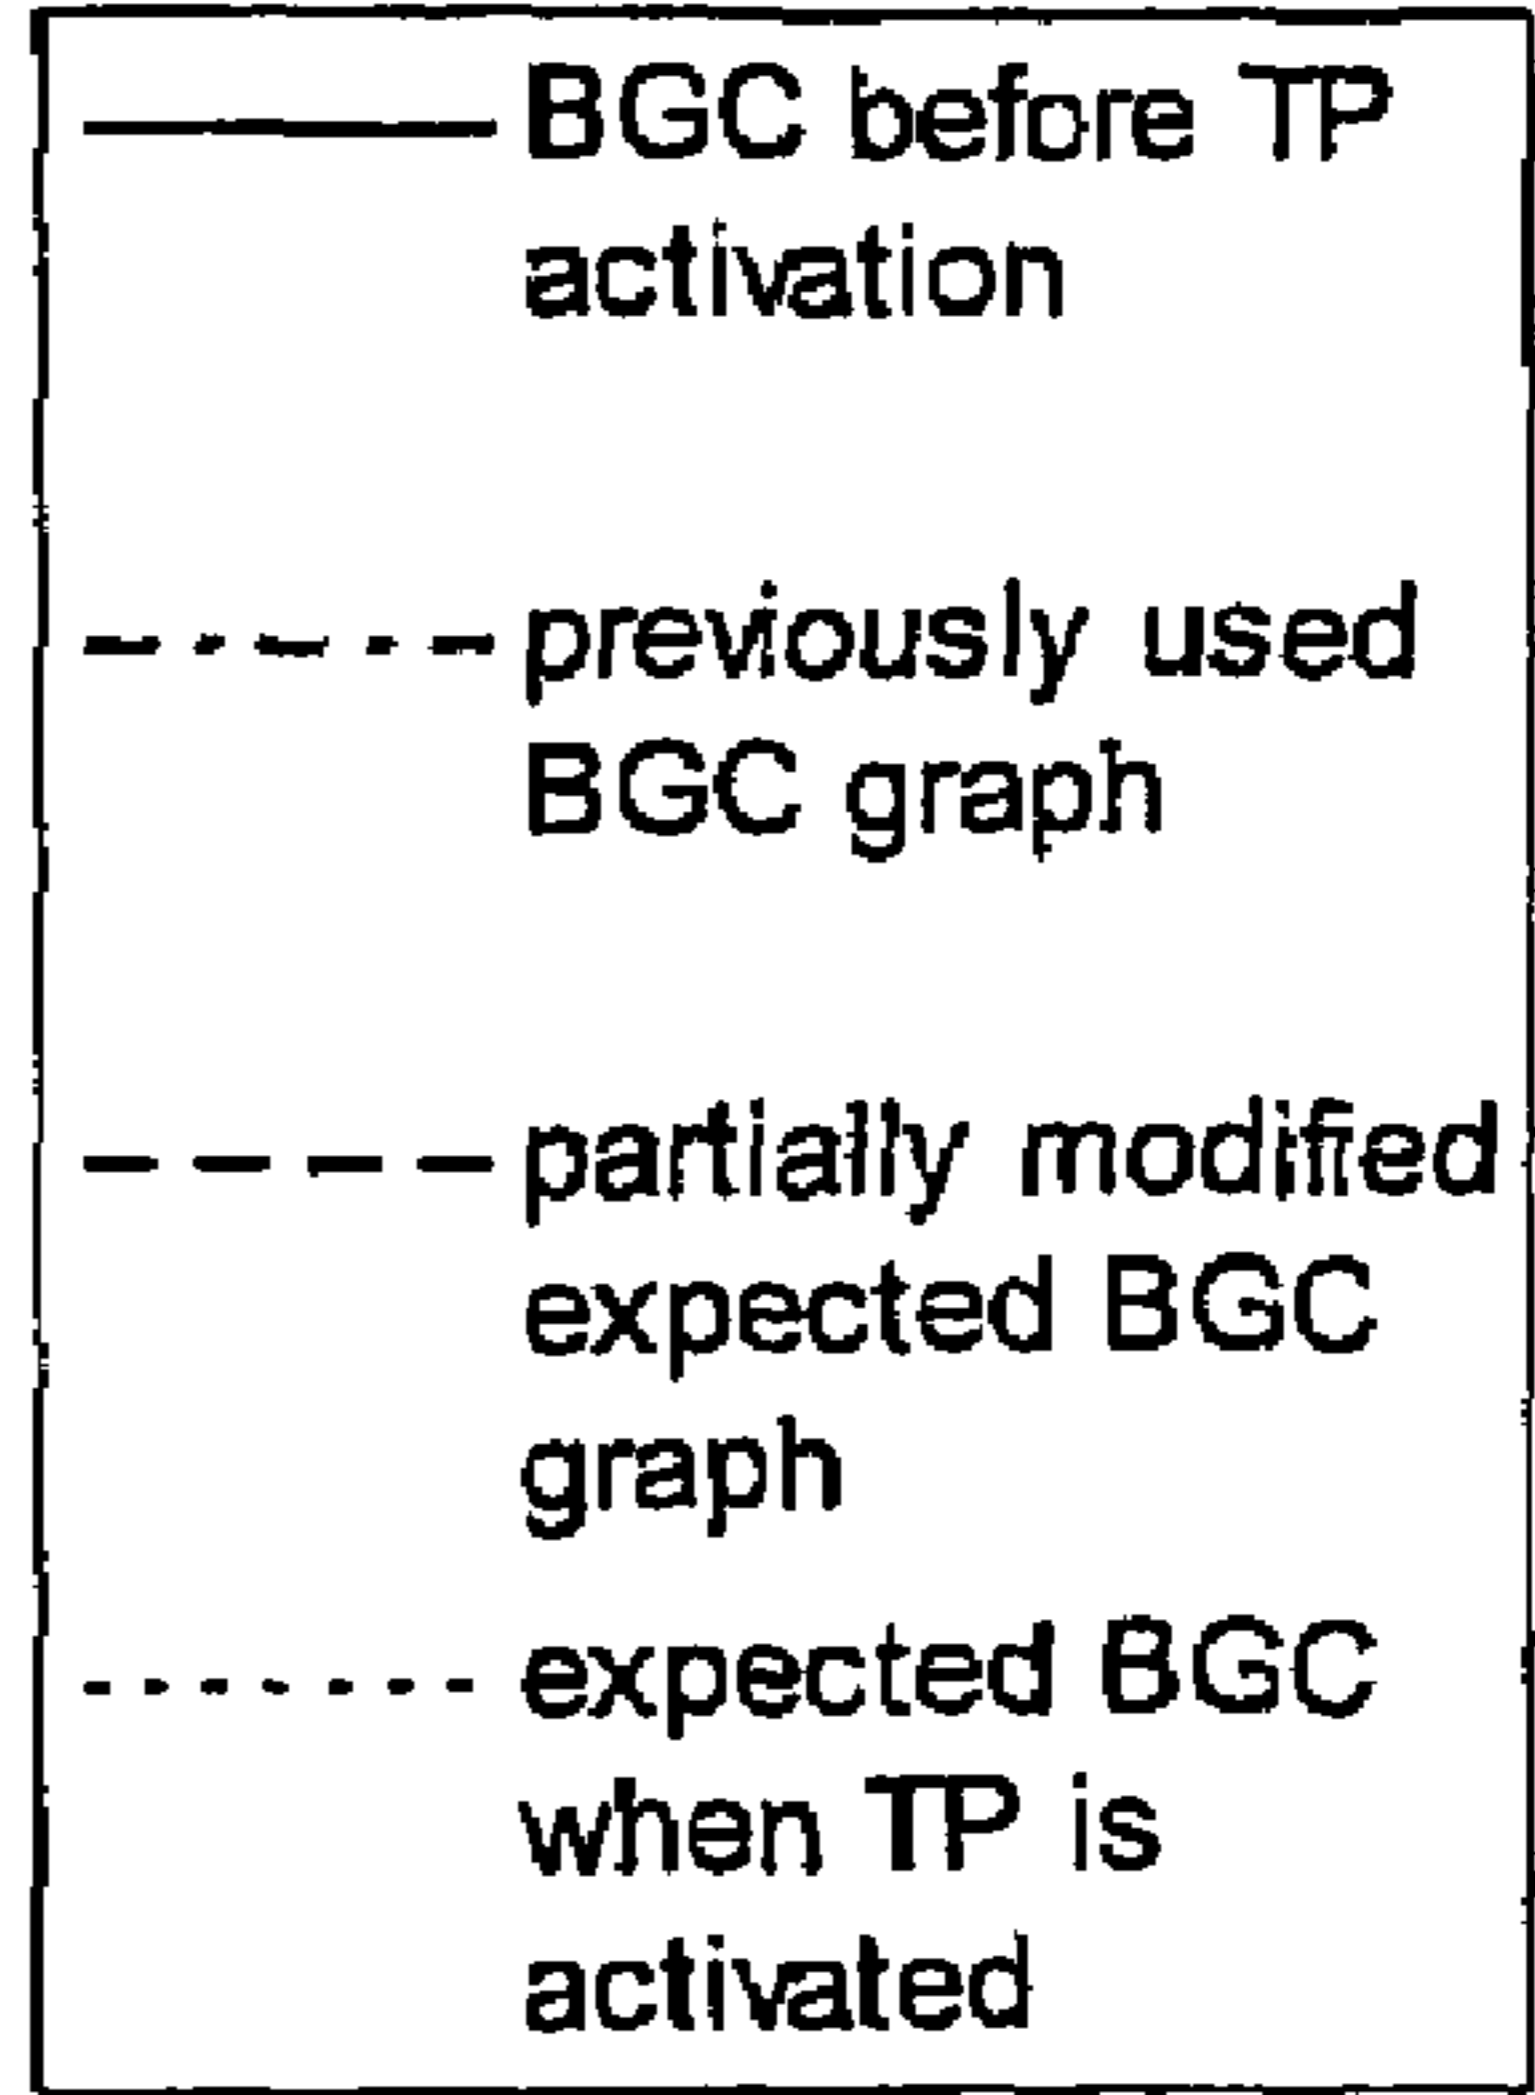 BGC before TP
activation
previously used
BGC graph
partially modified
expected BGC
graph
expected BGC
when TP is
activated